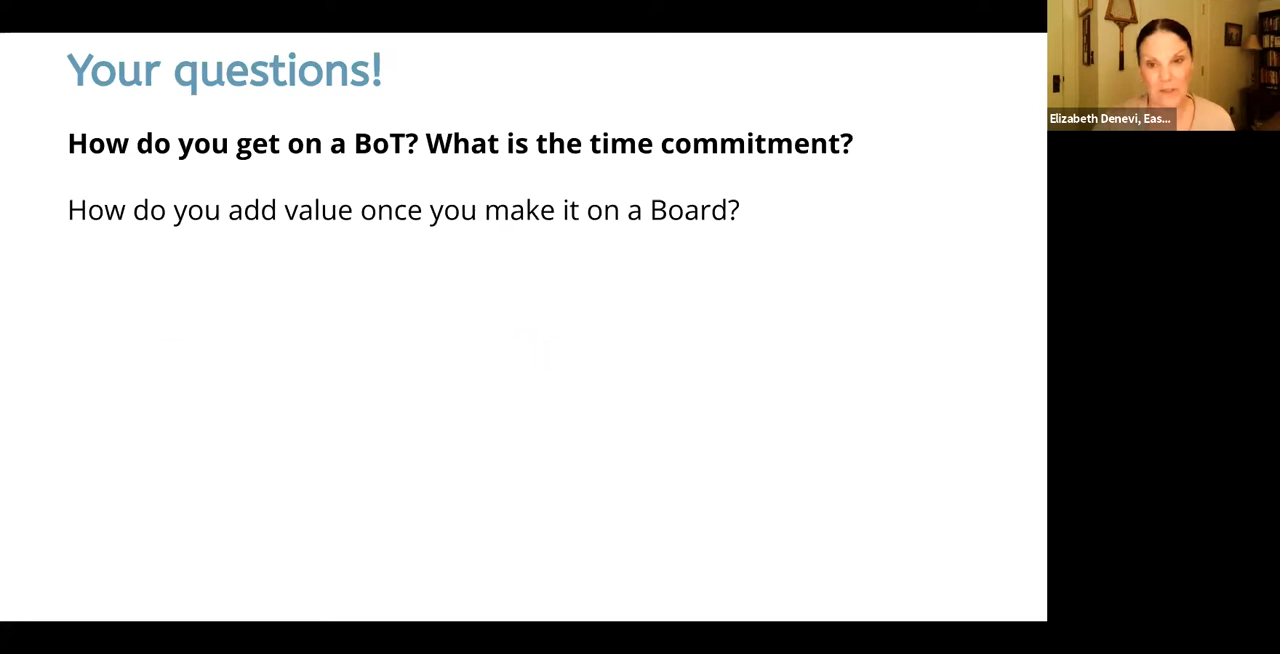 Your questions!
How do you get on a BoT? What is the time commitment?
How do you add value once you make it on a Board?
Elizabeth Denevi, Eas...